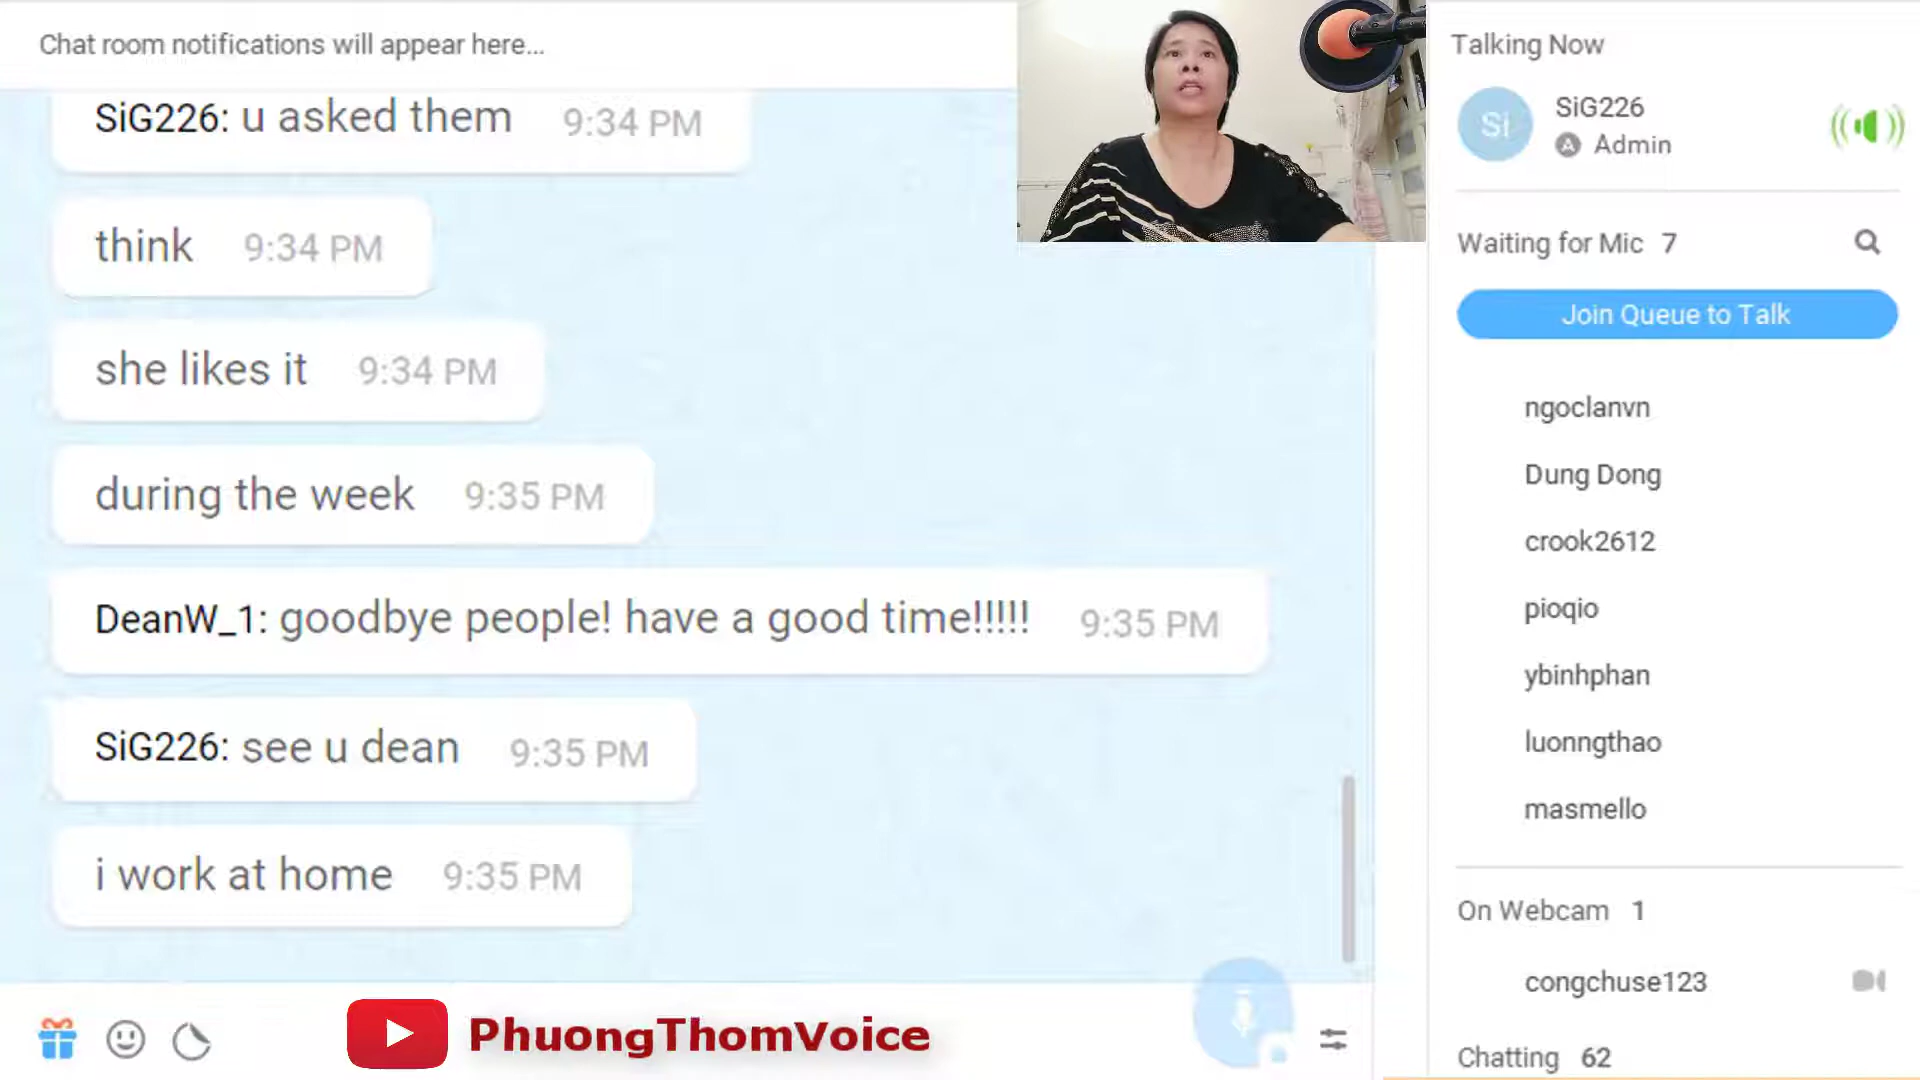 Chat room notifications will appear here...
SiG226: u asked them 9:34 PM
think 9:34 PM
she likes it 9:34 PM
during the week 9:35 PM
DeanW_1: goodbye people! have a good time!!!!! 9:35 PM
SiG226: see u dean 9:35 PM
i work at home 9:35 PM
PhuongThomVoice
Talking Now
Si
SiG226
A Admin
Waiting for Mic 7
Join Queue to Talk
ngoclanvn
Dung Dong
crook2612
pioqio
ybinhphan
luonngthao
masmello
On Webcam 1
congchuse123
Chatting 62